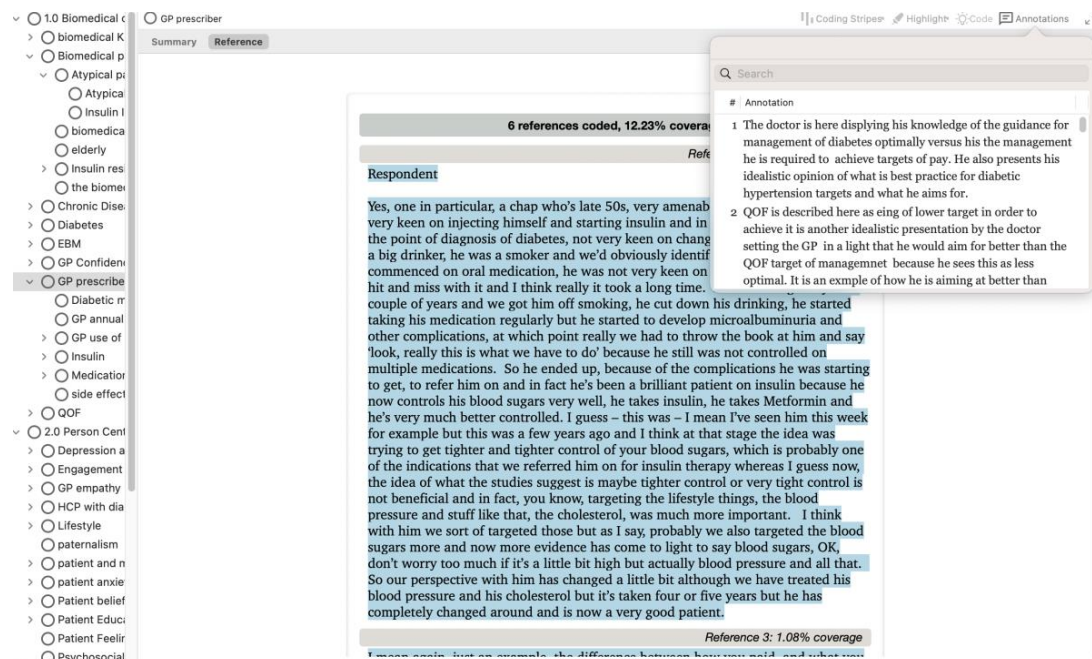 1.0 Biomedical c
biomedical K
Biomedical p
Atypical pa
Atypica
Insulin I
biomedica
elderly
Insulin resi
the biome
Chronic Dise
Diabetes
EBM
GP Confiden
GP prescribe
Diabetic m
GP annual
GP use of
Insulin
Medication
side effect
QOF
2.0 Person Cent
Depression a
Engagement
GP empathy
HCP with dia
Lifestyle
paternalism
patient and m
patient anxie
Patient belief
Patient Educa
Patient Feelin
Psychosocial
GP prescriber
Coding Stripes Highlight Code Annotations
Summary Reference
6 references coded, 12.23% covera
Refe
Respondent
Yes, one in particular, a chap who's late 50s, very amenab
very keen on injecting himself and starting insulin and in
the point of diagnosis of diabetes, not very keen on chang
a big drinker, he was a smoker and we'd obviously identif
commenced on oral medication, he was not very keen on
hit and miss with it and I think really it took a long time.
couple of years and we got him off smoking, he cut down his drinking, he started
taking his medication regularly but he started to develop microalbuminuria and
other complications, at which point really we had to throw the book at him and say
'look, really this is what we have to do' because he still was not controlled on
multiple medications. So he ended up, because of the complications he was starting
to get, to refer him on and in fact he's been a brilliant patient on insulin because he
now controls his blood sugars very well, he takes insulin, he takes Metformin and
he's very much better controlled. I guess – this was – I mean I've seen him this week
for example but this was a few years ago and I think at that stage the idea was
trying to get tighter and tighter control of your blood sugars, which is probably one
of the indications that we referred him on for insulin therapy whereas I guess now,
the idea of what the studies suggest is maybe tighter control or very tight control is
not beneficial and in fact, you know, targeting the lifestyle things, the blood
pressure and stuff like that, the cholesterol, was much more important. I think
with him we sort of targeted those but as I say, probably we also targeted the blood
sugars more and now more evidence has come to light to say blood sugars, OK,
don't worry too much if it's a little bit high but actually blood pressure and all that.
So our perspective with him has changed a little bit although we have treated his
blood pressure and his cholesterol but it's taken four or five years but he has
completely changed around and is now a very good patient.
Reference 3: 1.08% coverage
I mean again, just an example, the difference between how you paid, and what you
Search
# Annotation
1 The doctor is here displying his knowledge of the guidance for
management of diabetes optimally versus his the management
he is required to achieve targets of pay. He also presents his
idealistic opinion of what is best practice for diabetic
hypertension targets and what he aims for.
2 QOF is described here as eing of lower target in order to
achieve it is another idealistic presentation by the doctor
setting the GP in a light that he would aim for better than the
QOF target of managemnet because he sees this as less
optimal. It is an exmple of how he is aiming at better than